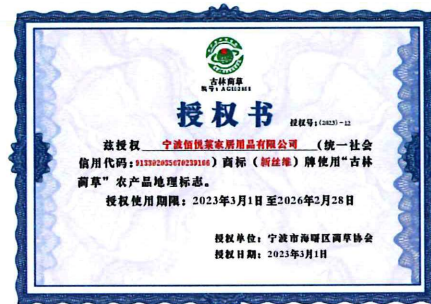 古林蔺草
授权书
授权号:(2023)-12
兹授权 宁波佰悦莱家居用品有限公司 (统一社会
信用代码:913302035670239166)商标(新丝维)牌使用“古林
蔺草”农产品地理标志。
授权使用期限:2023年3月1日至2026年2月28日
授权单位:宁波市海曙区蔺草协会
授权日期:2023年3月1日